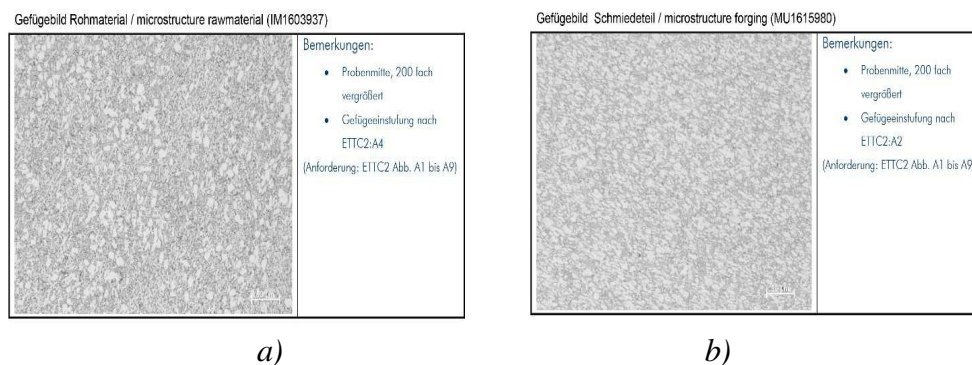 Gefügebild Rohmaterial / microstructure rawmaterial (IM1603937)
Bemerkungen:
• Probenmitte, 200 fach
vergrößert
• Gefügeeinstufung nach
ETTC2:A4
(Anforderung: ETTC2 Abb. A1 bis A9)
a)
Gefügebild Schmiedeteil / microstructure forging (MU1615980)
Bemerkungen:
• Probenmitte, 200 fach
vergrößert
• Gefügeeinstufung nach
ETTC2:A2
(Anforderung: ETTC2 Abb. A1 bis A9
b)